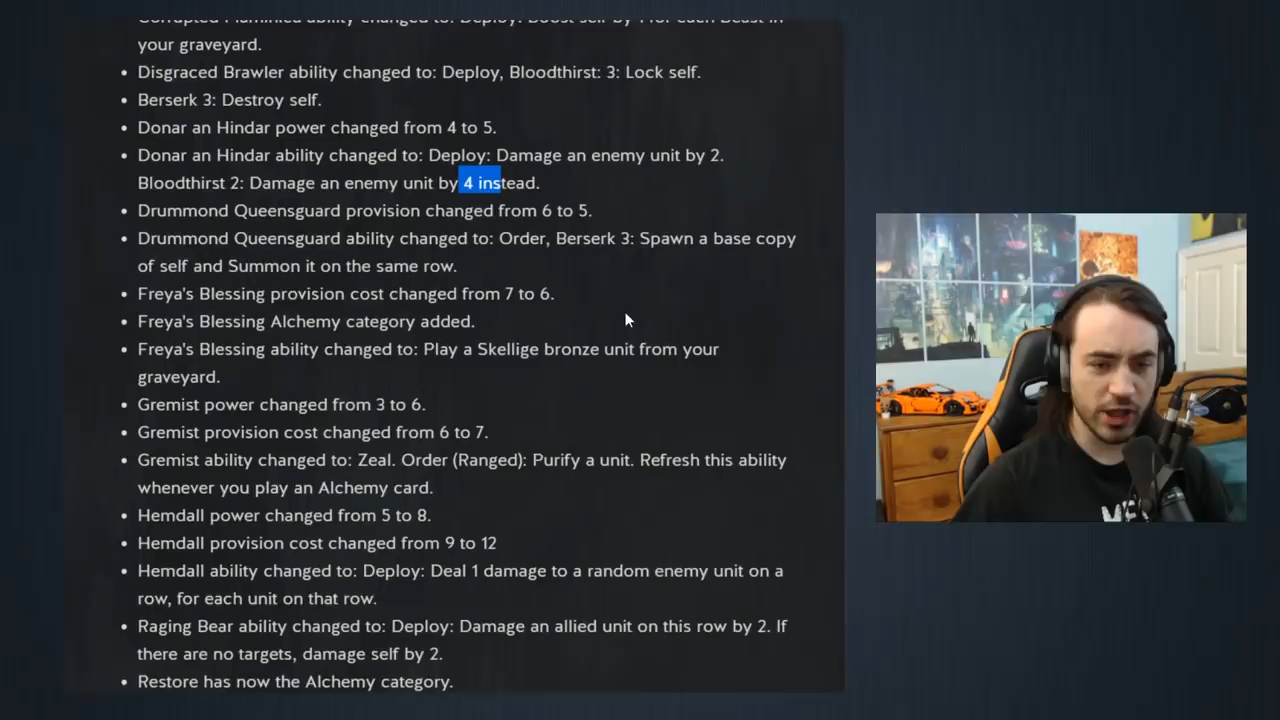 your graveyard.
Disgraced Brawler ability changed to: Deploy, Bloodthirst: 3: Lock self.
Berserk 3: Destroy self.
Donar an Hindar power changed from 4 to 5.
Donar an Hindar ability changed to: Deploy: Damage an enemy unit by 2.
Bloodthirst 2: Damage an enemy unit by 4 instead.
Drummond Queensguard provision changed from 6 to 5.
Drummond Queensguard ability changed to: Order, Berserk 3: Spawn a base copy
of self and Summon it on the same row.
Freya's Blessing provision cost changed from 7 to 6.
Freya's Blessing Alchemy category added.
Freya's Blessing ability changed to: Play a Skellige bronze unit from your
graveyard.
Gremist power changed from 3 to 6.
Gremist provision cost changed from 6 to 7.
Gremist ability changed to: Zeal. Order (Ranged): Purify a unit. Refresh this ability
whenever you play an Alchemy card.
Hemdall power changed from 5 to 8.
Hemdall provision cost changed from 9 to 12
Hemdall ability changed to: Deploy: Deal 1 damage to a random enemy unit on a
row, for each unit on that row.
Raging Bear ability changed to: Deploy: Damage an allied unit on this row by 2. If
there are no targets, damage self by 2.
Restore has now the Alchemy category.